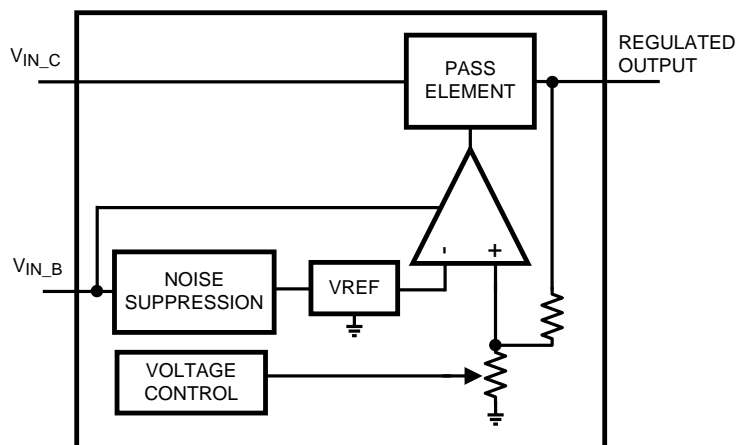 V_IN_C
PASS
ELEMENT
REGULATED
OUTPUT
- +
V_IN_B
NOISE
SUPPRESSION
VREF
VOLTAGE
CONTROL